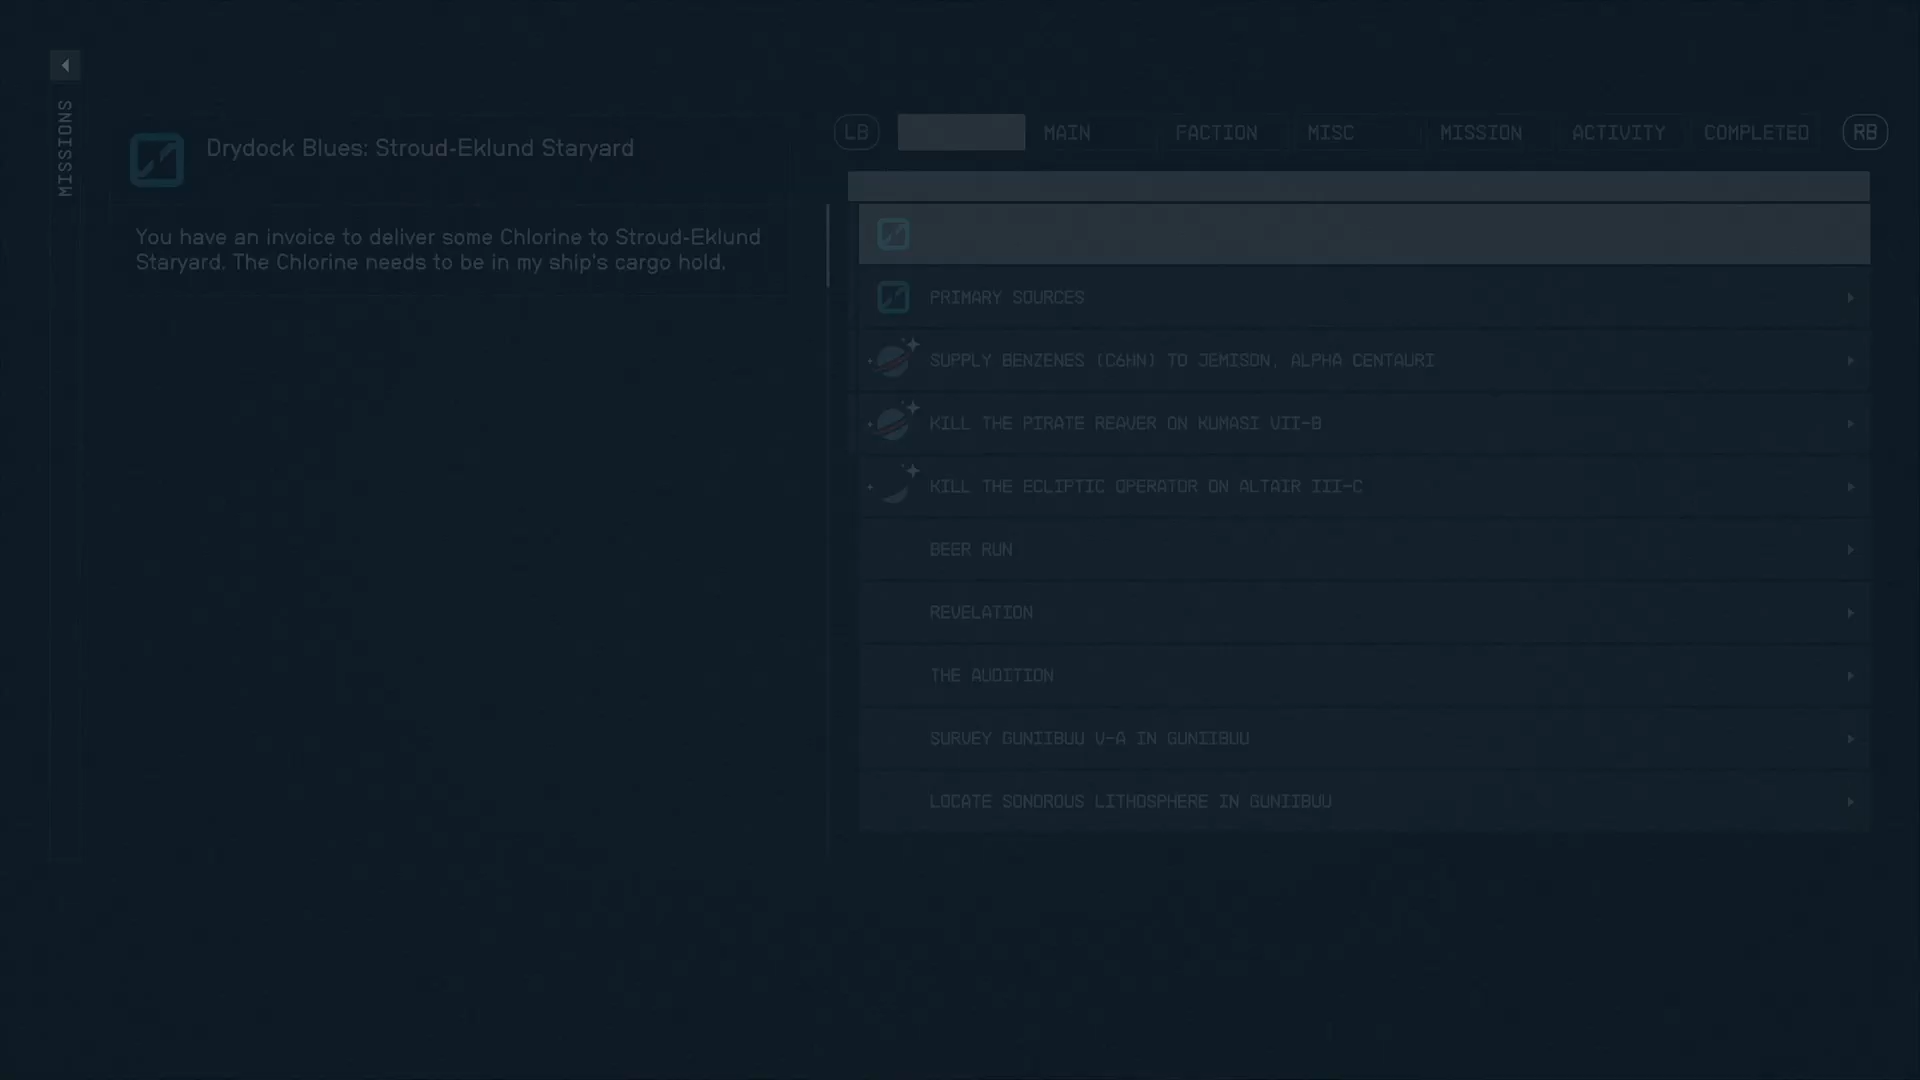 MISSIONS
Drydock Blues: Stroud-Eklund Staryard
You have an invoice to deliver some Chlorine to Stroud-Eklund
Staryard. The Chlorine needs to be in my ship's cargo hold.
LB MAIN FACTION MISC MISSION ACTIVITY COMPLETED RB
PRIMARY SOURCES
SUPPLY BENZENES (C6HN) TO JEMISON, ALPHA CENTAURI
KILL THE PIRATE REAVER ON KUMASI VII-B
KILL THE ECLIPTIC OPERATOR ON ALTAIR III-C
BEER RUN
REVELATION
THE AUDITION
SURVEY GUNIIBUU V-A IN GUNIIBUU
LOCATE SONOROUS LITHOSPHERE IN GUNIIBUU